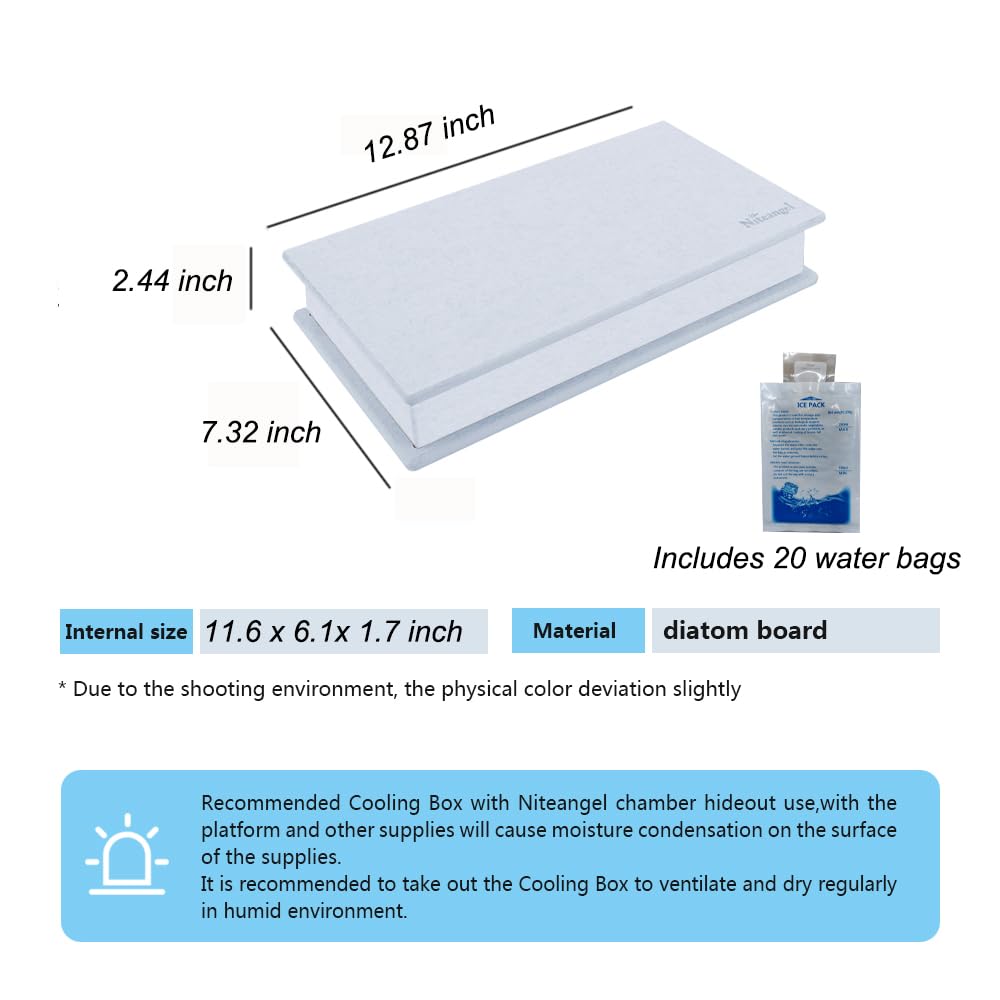 12.87 inch
Niteangel
2.44 inch
7.32 inch
ICE PACK
Includes 20 water bags
Internal size 11.6 x 6.1x 1.7 inch Material diatom board
* Due to the shooting environment, the physical color deviation slightly
Recommended Cooling Box with Niteangel chamber hideout use,with the
platform and other supplies will cause moisture condensation on the surface
of the supplies.
It is recommended to take out the Cooling Box to ventilate and dry regularly
in humid environment.